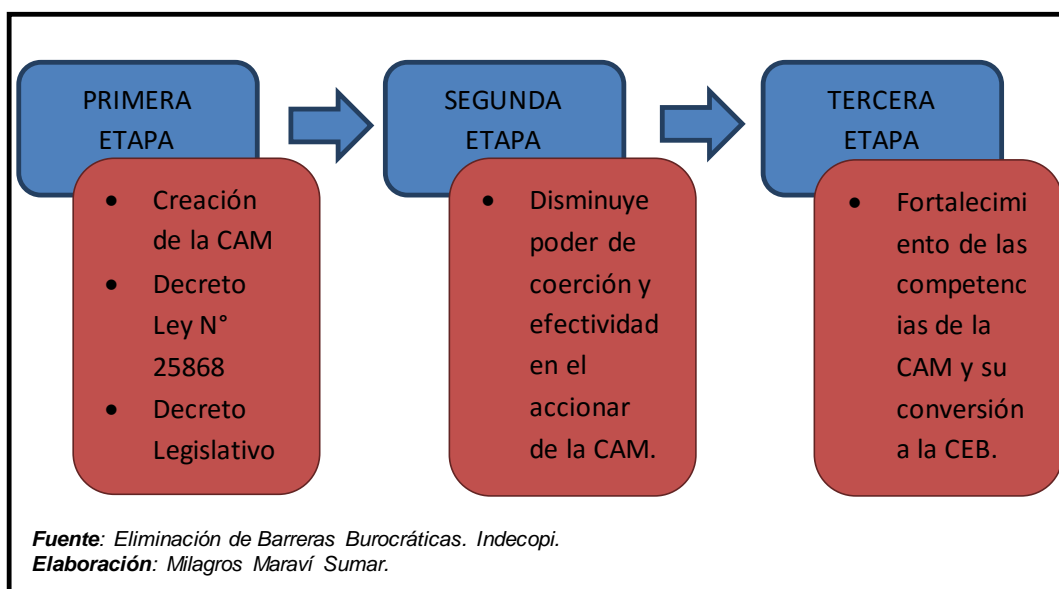 PRIMERA
ETAPA
• Creación
de la CAM
• Decreto
Ley N°
25868
• Decreto
Legislativo
SEGUNDA
ETAPA
• Disminuye
poder de
coerción y
efectividad
en el
accionar
de la CAM.
TERCERA
ETAPA
• Fortalecimi
ento de las
competenc
ias de la
CAM y su
conversión
a la CEB.
Fuente: Eliminación de Barreras Burocráticas. Indecopi.
Elaboración: Milagros Maraví Sumar.